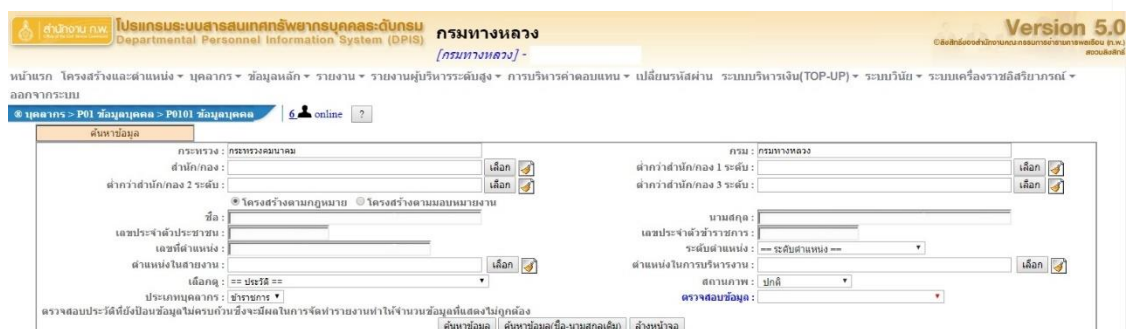 สำนักงาน ก.พ. โปรแกรมระบบสารสนเทศทรัพยากรบุคคลระดับกรม กรมทางหลวง Version 5.0
Departmental Personnel Information System (DPIS)
[กรมทางหลวง] -
หน้าแรก โครงสร้างและตำแหน่ง บุคลากร ข้อมูลหลัก รายงาน รายงานผู้บริหารระดับสูง การบริหารค่าตอบแทน เปลี่ยนรหัสผ่าน ระบบบริหารเงิน(TOP-UP) ระบบวินัย ระบบเครื่องราชอิสริยาภรณ์
ออกจากระบบ
บุคลากร > P01 ข้อมูลบุคคล > P0101 ข้อมูลบุคคล 6 online ?
ค้นหาข้อมูล
กระทรวง : กระทรวงคมนาคม กรม : กรมทางหลวง
สำนัก/กอง : เลือก ต่ำกว่าสำนัก/กอง 1 ระดับ : เลือก
ต่ำกว่าสำนัก/กอง 2 ระดับ : เลือก ต่ำกว่าสำนัก/กอง 3 ระดับ : เลือก
โครงสร้างตามกฎหมาย โครงสร้างตามมอบหมายงาน
ชื่อ : นามสกุล :
เลขประจำตัวประชาชน : เลขประจำตัวข้าราชการ :
เลขที่ตำแหน่ง : ระดับตำแหน่ง : == ระดับตำแหน่ง ==
ตำแหน่งในสายงาน : เลือก ตำแหน่งในการบริหารงาน : เลือก
เลือกดู : == ประวัติ == สถานภาพ : ปกติ
ประเภทบุคลากร : ข้าราชการ ตรวจสอบข้อมูล :
ตรวจสอบประวัติที่ยังป้อนข้อมูลไม่ครบถ้วนซึ่งจะมีผลในการจัดทำรายงานทำให้จำนวนข้อมูลที่แสดงไม่ถูกต้อง
ค้นหาข้อมูล ค้นหาข้อมูล(ชื่อ-นามสกุลเดิม) ล้างหน้าจอ